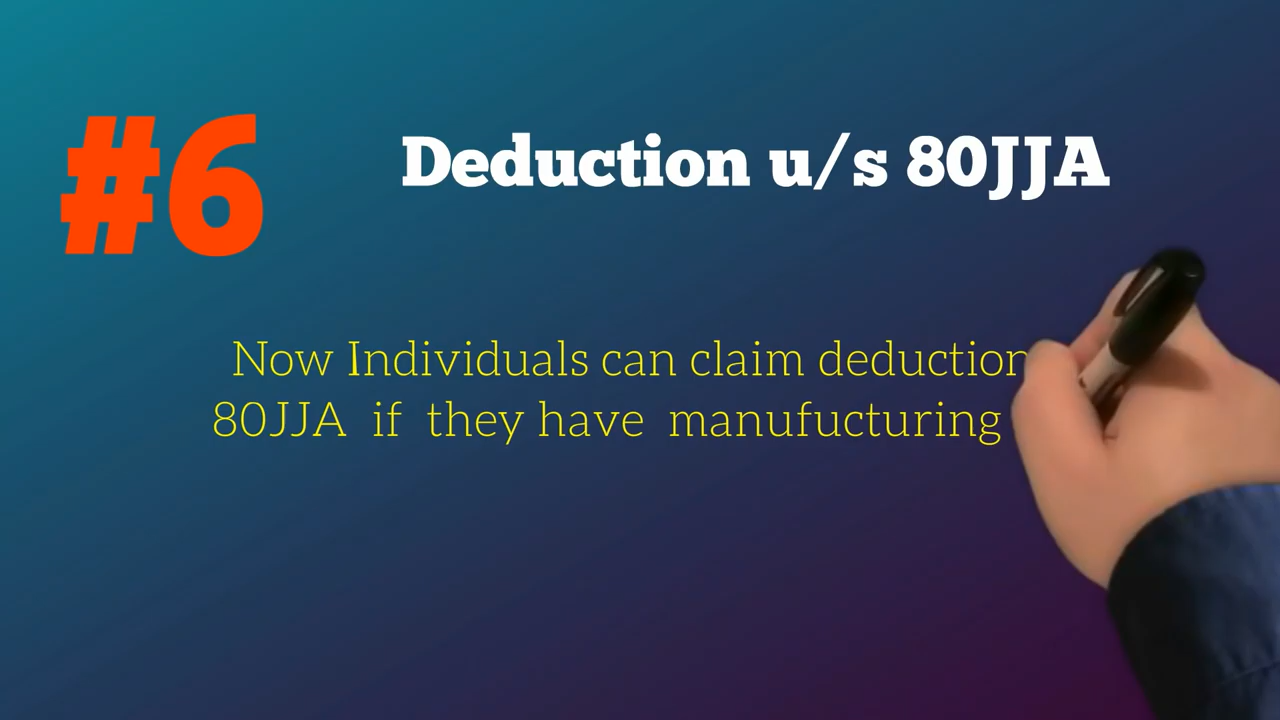 #6
Deduction u/s 80JJA
Now Individuals can claim deduction
80JJA if they have manufucturing